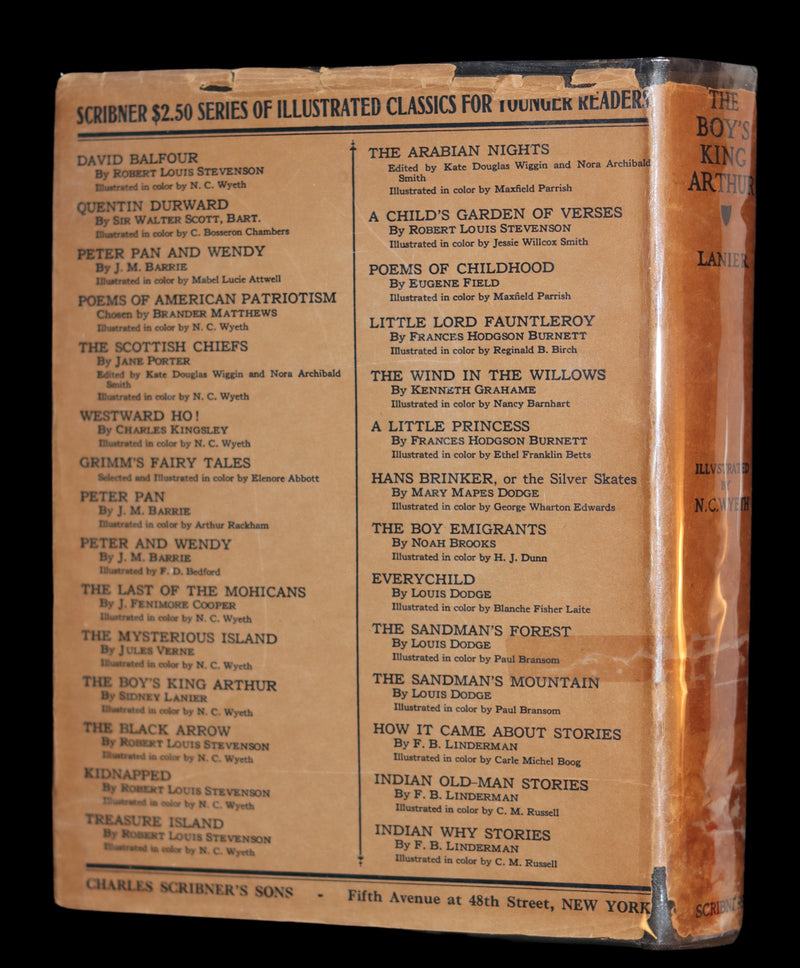 SCRIBNER $2.50 SERIES OF ILLUSTRATED CLASSICS FOR YOUNGER READERS
DAVID BALFOUR
By ROBERT LOUIS STEVENSON
Illustrated in color by N. C. Wyeth
QUENTIN DURWARD
By SIR WALTER SCOTT, BART.
Illustrated in color by C. Bosseron Chambers
PETER PAN AND WENDY
By J. M. BARRIE
Illustrated in color by Mabel Lucie Attwell
POEMS OF AMERICAN PATRIOTISM
Chosen by BRANDER MATTHEWS
Illustrated in color by N. C. Wyeth
THE SCOTTISH CHIEFS
By JANE PORTER
Edited by Kate Douglas Wiggin and Nora Archibald
Smith
Illustrated in color by N. C. Wyeth
WESTWARD HO!
By CHARLES KINGSLEY
Illustrated in color by N. C. Wyeth
GRIMM'S FAIRY TALES
Selected and Illustrated in color by Elenore Abbott
PETER PAN
By J. M. BARRIE
Illustrated in color by Arthur Rackham
PETER AND WENDY
By J. M. BARRIE
Illustrated by F. D. Bedford
THE LAST OF THE MOHICANS
By J. FENIMORE COOPER
Illustrated in color by N. C. Wyeth
THE MYSTERIOUS ISLAND
By JULES VERNE
Illustrated in color by N. C. Wyeth
THE BOY'S KING ARTHUR
By SIDNEY LANIER
Illustrated in color by N. C. Wyeth
THE BLACK ARROW
By ROBERT LOUIS STEVENSON
Illustrated in color by N. C. Wyeth
KIDNAPPED
By ROBERT LOUIS STEVENSON
Illustrated in color by N. C. Wyeth
TREASURE ISLAND
By ROBERT LOUIS STEVENSON
Illustrated in color by N. C. Wyeth
THE ARABIAN NIGHTS
Edited by Kate Douglas Wiggin and Nora Archibald
Smith
Illustrated in color by Maxfield Parrish
A CHILD'S GARDEN OF VERSES
By ROBERT LOUIS STEVENSON
Illustrated in color by Jessie Willcox Smith
POEMS OF CHILDHOOD
By EUGENE FIELD
Illustrated in color by Maxfield Parrish
LITTLE LORD FAUNTLEROY
By FRANCES HODGSON BURNETT
Illustrated in color by Reginald B. Birch
THE WIND IN THE WILLOWS
By KENNETH GRAHAME
Illustrated in color by Nancy Barnhart
A LITTLE PRINCESS
By FRANCES HODGSON BURNETT
Illustrated in color by Ethel Franklin Betts
HANS BRINKER, or the Silver Skates
By MARY MAPES DODGE
Illustrated in color by George Wharton Edwards
THE BOY EMIGRANTS
By NOAH BROOKS
Illustrated in color by H. J. Dunn
EVERYCHILD
By LOUIS DODGE
Illustrated in color by Blanche Fisher Laite
THE SANDMAN'S FOREST
By LOUIS DODGE
Illustrated in color by Paul Bransom
THE SANDMAN'S MOUNTAIN
By LOUIS DODGE
Illustrated in color by Paul Bransom
HOW IT CAME ABOUT STORIES
By F. B. LINDERMAN
Illustrated in color by Carle Michel Boog
INDIAN OLD-MAN STORIES
By F. B. LINDERMAN
Illustrated in color by C. M. Russell
INDIAN WHY STORIES
By F. B. LINDERMAN
Illustrated in color by C. M. Russell
CHARLES SCRIBNER'S SONS - Fifth Avenue at 48th Street, NEW YORK
THE
BOY'S
KING
ARTHUR
LANIER
ILLVSTRATED
BY
N.C.WYETH